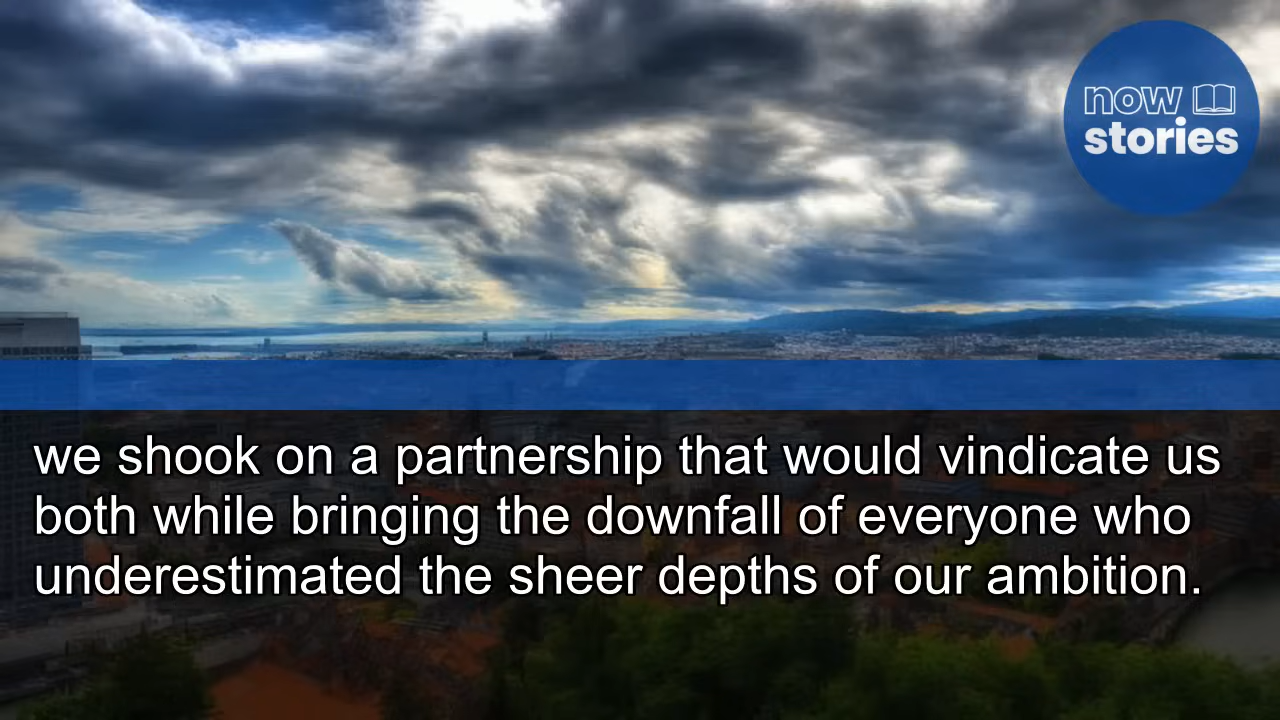 now
stories
we shook on a partnership that would vindicate us
both while bringing the downfall of everyone who
underestimated the sheer depths of our ambition.